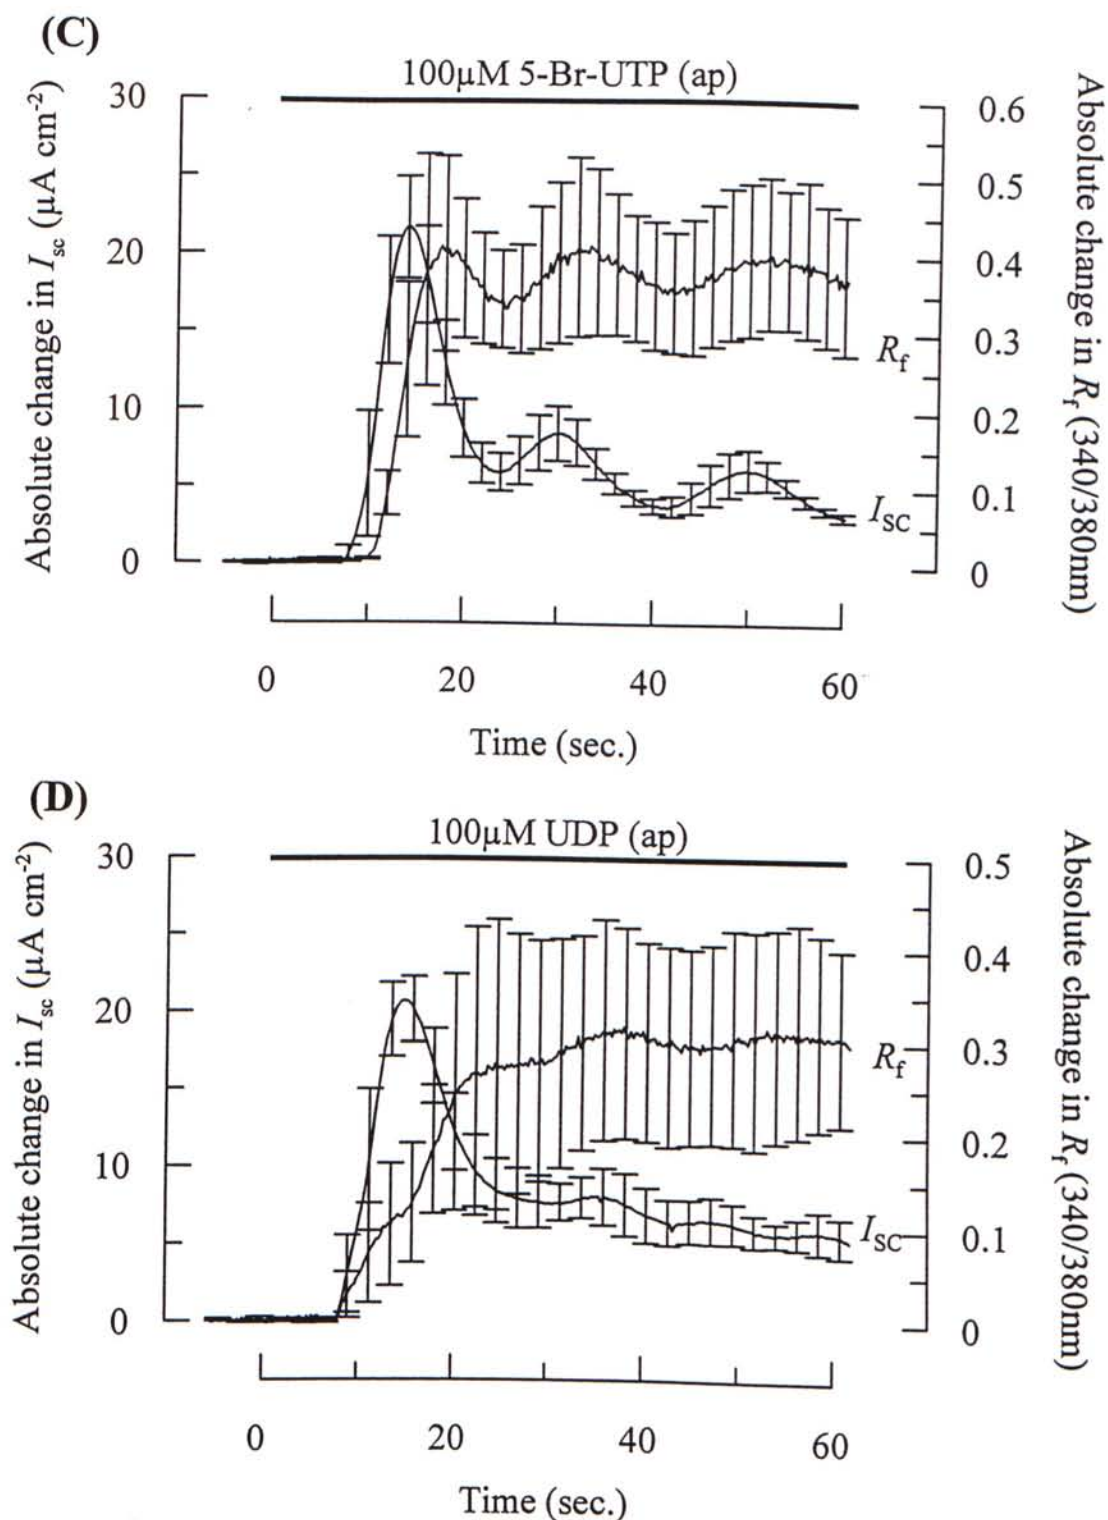 (C)
100μM 5-Br-UTP (ap)
Absolute change in Isc (μA cm-2)
30
20
10
0
Absolute change in Rf (340/380nm)
0.6
0.5
0.4
0.3
0.2
0.1
0
Rf
ISC
0 20 40 60
Time (sec.)
(D)
100μM UDP (ap)
Absolute change in Isc (μA cm-2)
30
20
10
0
Absolute change in Rf (340/380nm)
0.5
0.4
0.3
0.2
0.1
0
Rf
ISC
0 20 40 60
Time (sec.)